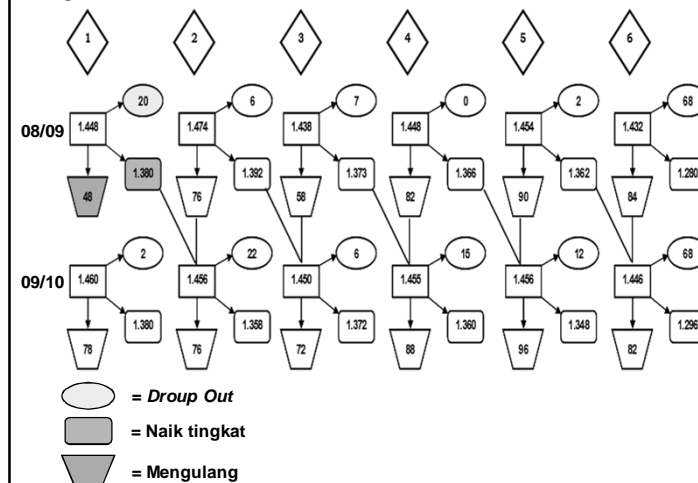 1 2 3 4 5 6
20 6 7 0 2 68
08/09 1.448 1.474 1.438 1.448 1.454 1.432
1.380 1.392 1.373 1.366 1.362 1.280
48 76 58 82 90 84
2 22 6 15 12 68
09/10 1.460 1.456 1.450 1.455 1.456 1.446
1.380 1.358 1.372 1.360 1.348 1.296
78 76 72 88 96 82
= Droup Out
= Naik tingkat
= Mengulang